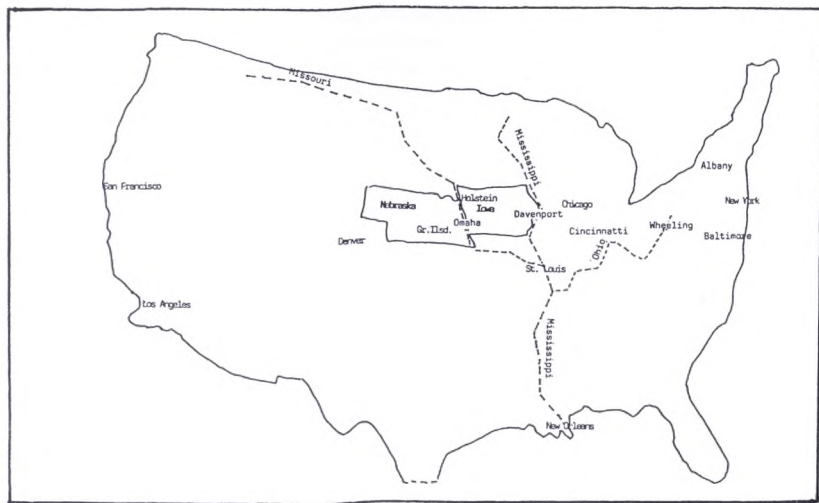 Missouri
Mississippi
Albany
San Francisco
Holstein
Nebraska
Iowa
Chicago
New York
Davenport
Omaha
Cincinnatti
Wheeling
Gr.Ilsd.
Baltimore
Denver
Ohio
St. Louis
Los Angeles
Mississippi
New Orleans